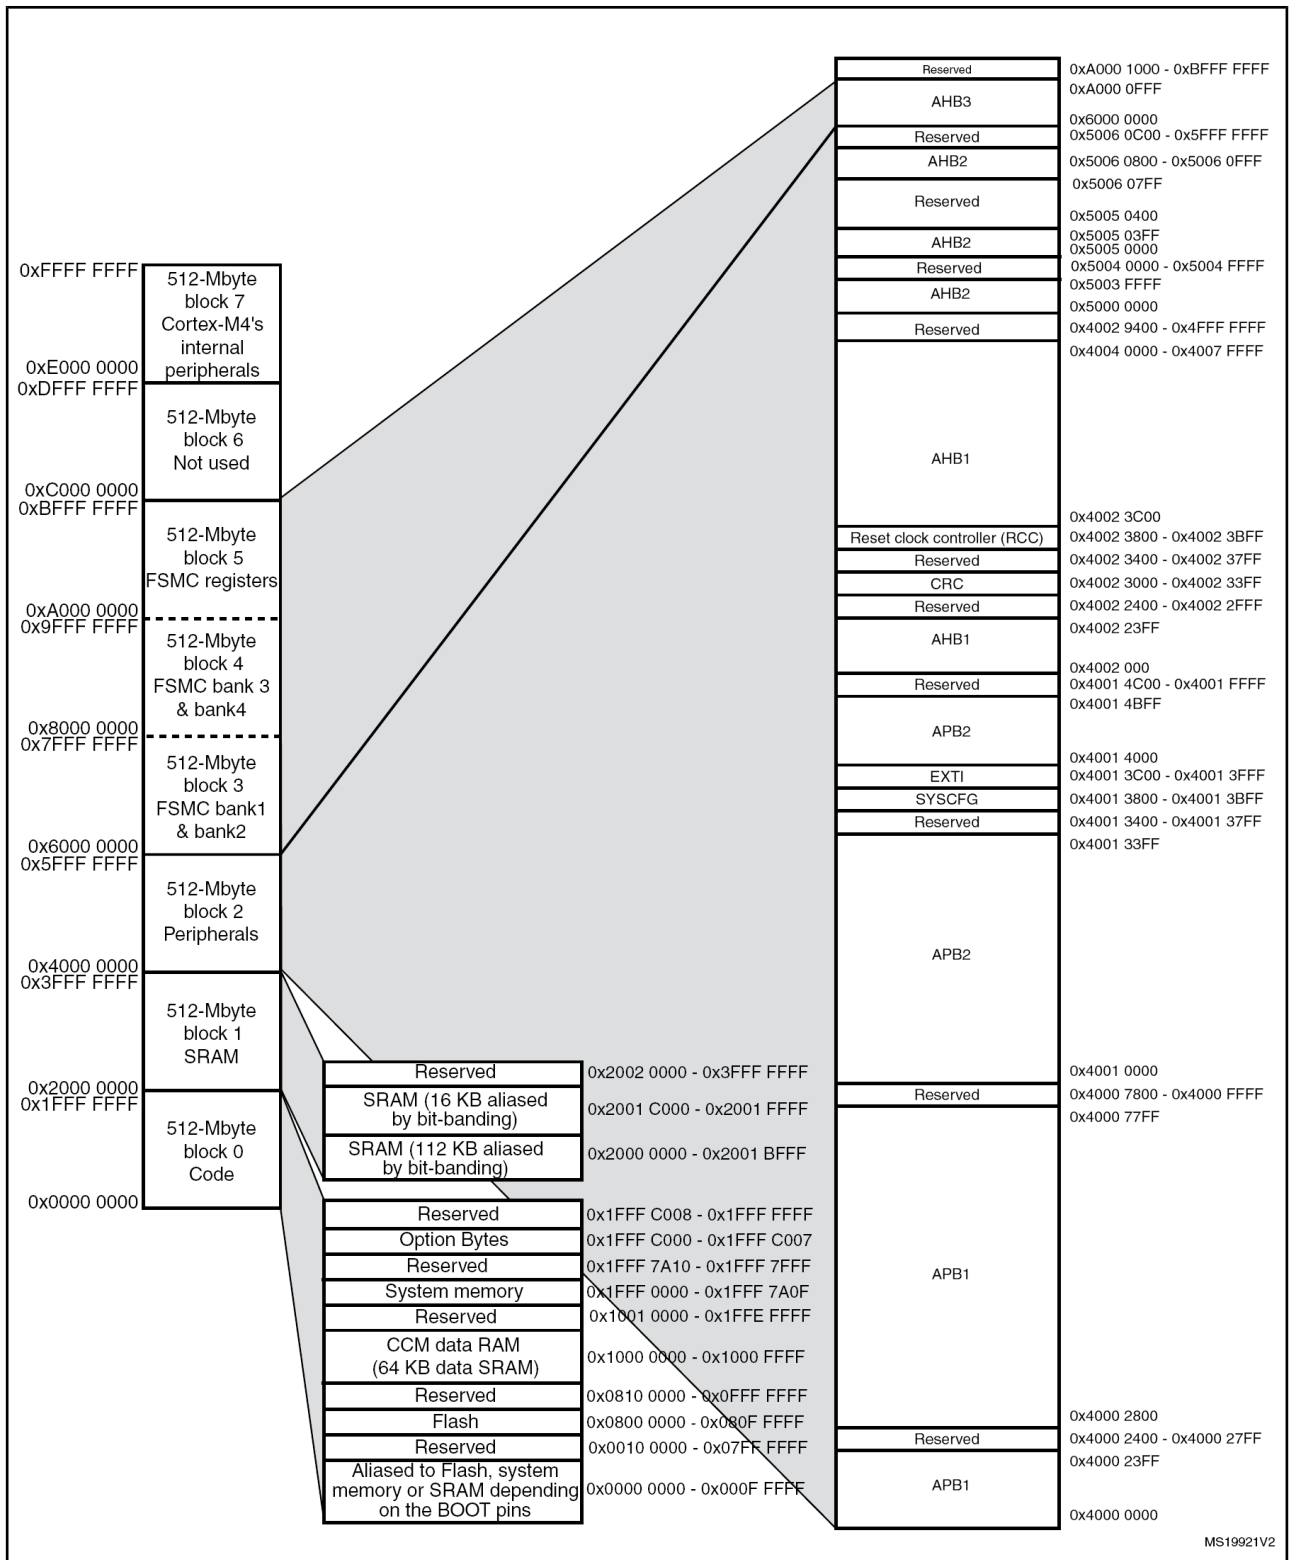 0xFFFF FFFF
512-Mbyte
block 7
Cortex-M4's
internal
peripherals
0xE000 0000
0xDFFF FFFF
512-Mbyte
block 6
Not used
0xC000 0000
0xBFFF FFFF
512-Mbyte
block 5
FSMC registers
0xA000 0000
0x9FFF FFFF
512-Mbyte
block 4
FSMC bank 3
& bank4
0x8000 0000
0x7FFF FFFF
512-Mbyte
block 3
FSMC bank1
& bank2
0x6000 0000
0x5FFF FFFF
512-Mbyte
block 2
Peripherals
0x4000 0000
0x3FFF FFFF
512-Mbyte
block 1
SRAM
0x2000 0000
0x1FFF FFFF
512-Mbyte
block 0
Code
0x0000 0000
Reserved 0x2002 0000 - 0x3FFF FFFF
SRAM (16 KB aliased
by bit-banding)
0x2001 C000 - 0x2001 FFFF
SRAM (112 KB aliased
by bit-banding)
0x2000 0000 - 0x2001 BFFF
Reserved 0x1FFF C008 - 0x1FFF FFFF
Option Bytes 0x1FFF C000 - 0x1FFF C007
Reserved 0x1FFF 7A10 - 0x1FFF 7FFF
System memory 0x1FFF 0000 - 0x1FFF 7A0F
Reserved 0x1001 0000 - 0x1FFE FFFF
CCM data RAM
(64 KB data SRAM)
0x1000 0000 - 0x1000 FFFF
Reserved 0x0810 0000 - 0x0FFF FFFF
Flash 0x0800 0000 - 0x080F FFFF
Reserved 0x0010 0000 - 0x07FF FFFF
Aliased to Flash, system
memory or SRAM depending
on the BOOT pins
0x0000 0000 - 0x000F FFFF
Reserved 0xA000 1000 - 0xBFFF FFFF
0xA000 0FFF
AHB3
0x6000 0000
Reserved 0x5006 0C00 - 0x5FFF FFFF
AHB2 0x5006 0800 - 0x5006 0FFF
0x5006 07FF
Reserved
0x5005 0400
0x5005 03FF
AHB2
0x5005 0000
Reserved 0x5004 0000 - 0x5004 FFFF
0x5003 FFFF
AHB2
0x5000 0000
Reserved 0x4002 9400 - 0x4FFF FFFF
0x4004 0000 - 0x4007 FFFF
AHB1
0x4002 3C00
Reset clock controller (RCC) 0x4002 3800 - 0x4002 3BFF
Reserved 0x4002 3400 - 0x4002 37FF
CRC 0x4002 3000 - 0x4002 33FF
Reserved 0x4002 2400 - 0x4002 2FFF
0x4002 23FF
AHB1
0x4002 000
Reserved 0x4001 4C00 - 0x4001 FFFF
0x4001 4BFF
APB2
0x4001 4000
EXTI 0x4001 3C00 - 0x4001 3FFF
SYSCFG 0x4001 3800 - 0x4001 3BFF
Reserved 0x4001 3400 - 0x4001 37FF
0x4001 33FF
APB2
0x4001 0000
Reserved 0x4000 7800 - 0x4000 FFFF
0x4000 77FF
APB1
0x4000 2800
Reserved 0x4000 2400 - 0x4000 27FF
0x4000 23FF
APB1
0x4000 0000
MS19921V2